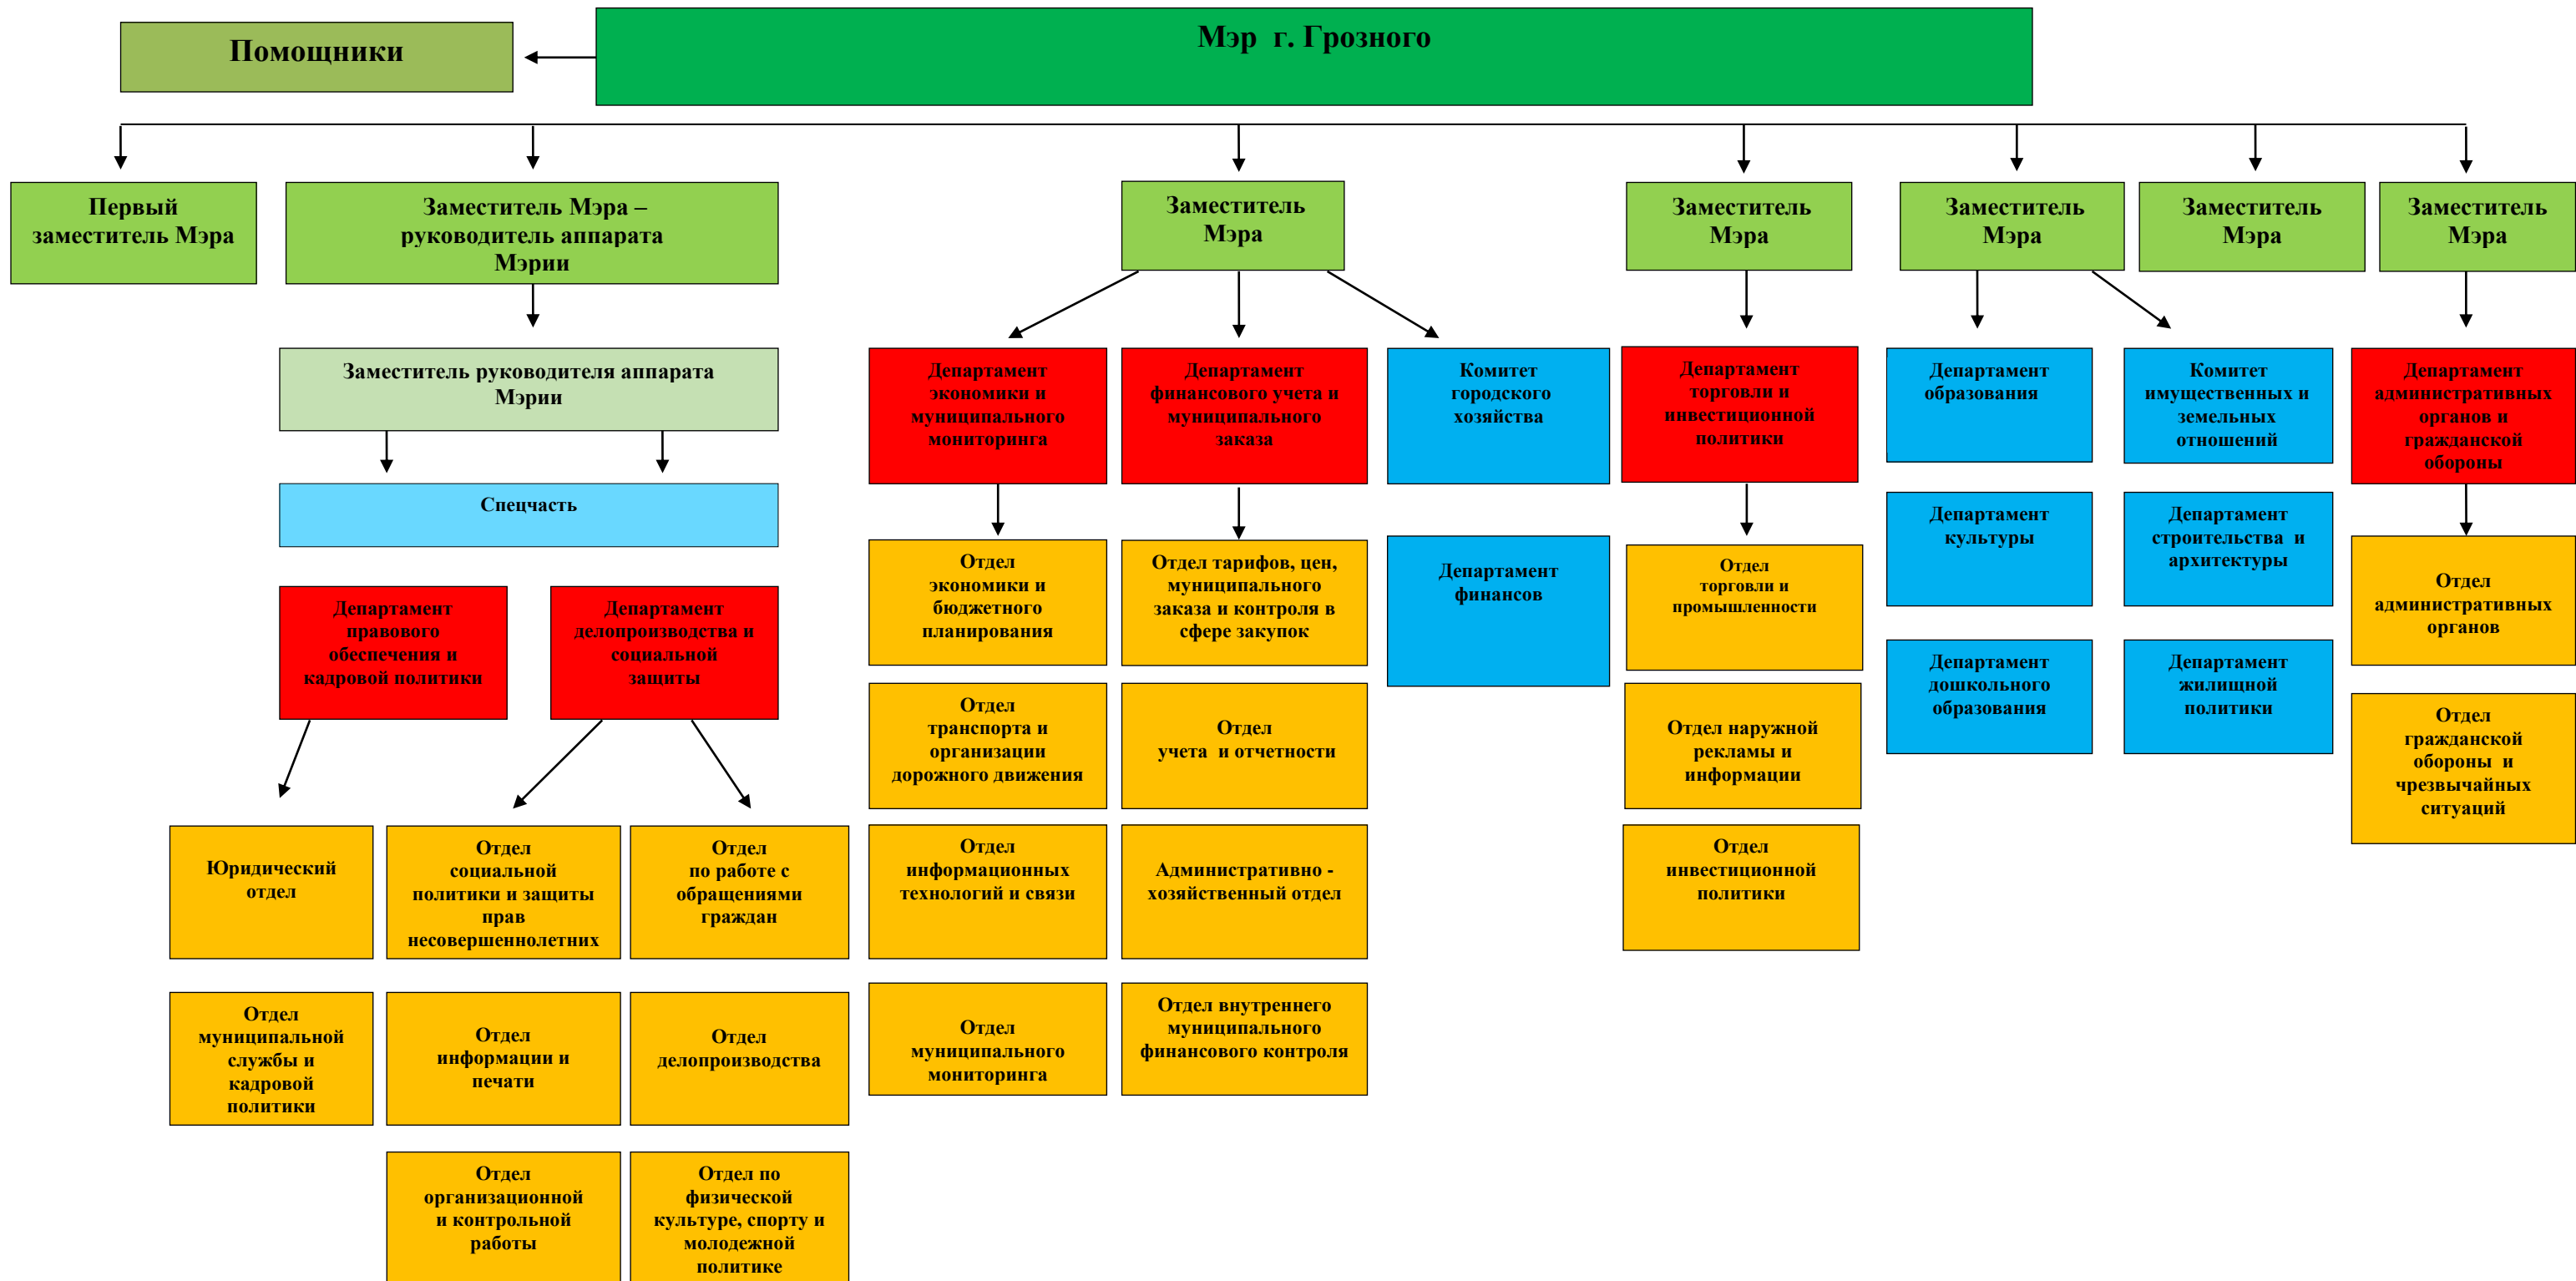 Помощники
Мэр г. Грозного
Первый
заместитель Мэра
Заместитель Мэра –
руководитель аппарата
Мэрии
Заместитель
Мэра
Заместитель
Мэра
Заместитель
Мэра
Заместитель
Мэра
Заместитель
Мэра
Заместитель руководителя аппарата
Мэрии
Департамент
экономики и
муниципального
мониторинга
Департамент
финансового учета и
муниципального
заказа
Комитет
городского
хозяйства
Департамент
торговли и
инвестиционной
политики
Департамент
образования
Комитет
имущественных и
земельных
отношений
Департамент
административных
органов и
гражданской
обороны
Спецчасть
Департамент
культуры
Департамент
строительства и
архитектуры
Отдел
экономики и
бюджетного
планирования
Отдел тарифов, цен,
муниципального
заказа и контроля в
сфере закупок
Департамент
финансов
Отдел
торговли и
промышленности
Отдел
административных
органов
Департамент
правового
обеспечения и
кадровой политики
Департамент
делопроизводства и
социальной
защиты
Департамент
дошкольного
образования
Департамент
жилищной
политики
Отдел
транспорта и
организации
дорожного движения
Отдел
учета и отчетности
Отдел наружной
рекламы и
информации
Отдел
гражданской
обороны и
чрезвычайных
ситуаций
Юридический
отдел
Отдел
социальной
политики и защиты
прав
несовершеннолетних
Отдел
по работе с
обращениями
граждан
Отдел
информационных
технологий и связи
Административно -
хозяйственный отдел
Отдел
инвестиционной
политики
Отдел
муниципальной
службы и
кадровой
политики
Отдел
информации и
печати
Отдел
делопроизводства
Отдел
муниципального
мониторинга
Отдел внутреннего
муниципального
финансового контроля
Отдел
организационной
и контрольной
работы
Отдел по
физической
культуре, спорту и
молодежной
политике